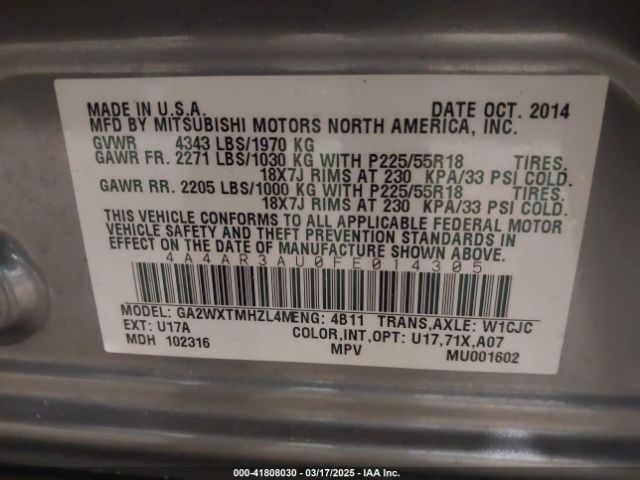 MADE IN U.S.A. DATE OCT. 2014
MFD BY MITSUBISHI MOTORS NORTH AMERICA, INC.
GVWR 4343 LBS/1970 KG
GAWR FR. 2271 LBS/1030 KG WITH P225/55R18 TIRES.
18X7J RIMS AT 230 KPA/33 PSI COLD.
GAWR RR. 2205 LBS/1000 KG WITH P225/55R18 TIRES.
18X7J RIMS AT 230 KPA/33 PSI COLD.
THIS VEHICLE CONFORMS TO ALL APPLICABLE FEDERAL MOTOR
VEHICLE SAFETY AND THEFT PREVENTION STANDARDS IN
EFFECT ON THE DATE OF MANUFACTURE SHOWN ABOVE.
4A4AR3AU0FE014305
MODEL: GA2WXTMHZL4MENG: 4B11 TRANS,AXLE: W1CJC
EXT: U17A COLOR,INT,OPT: U17,71X,A07
MDH 102316 MPV MU001602
000-41808030 - 03/17/2025 - IAA Inc.